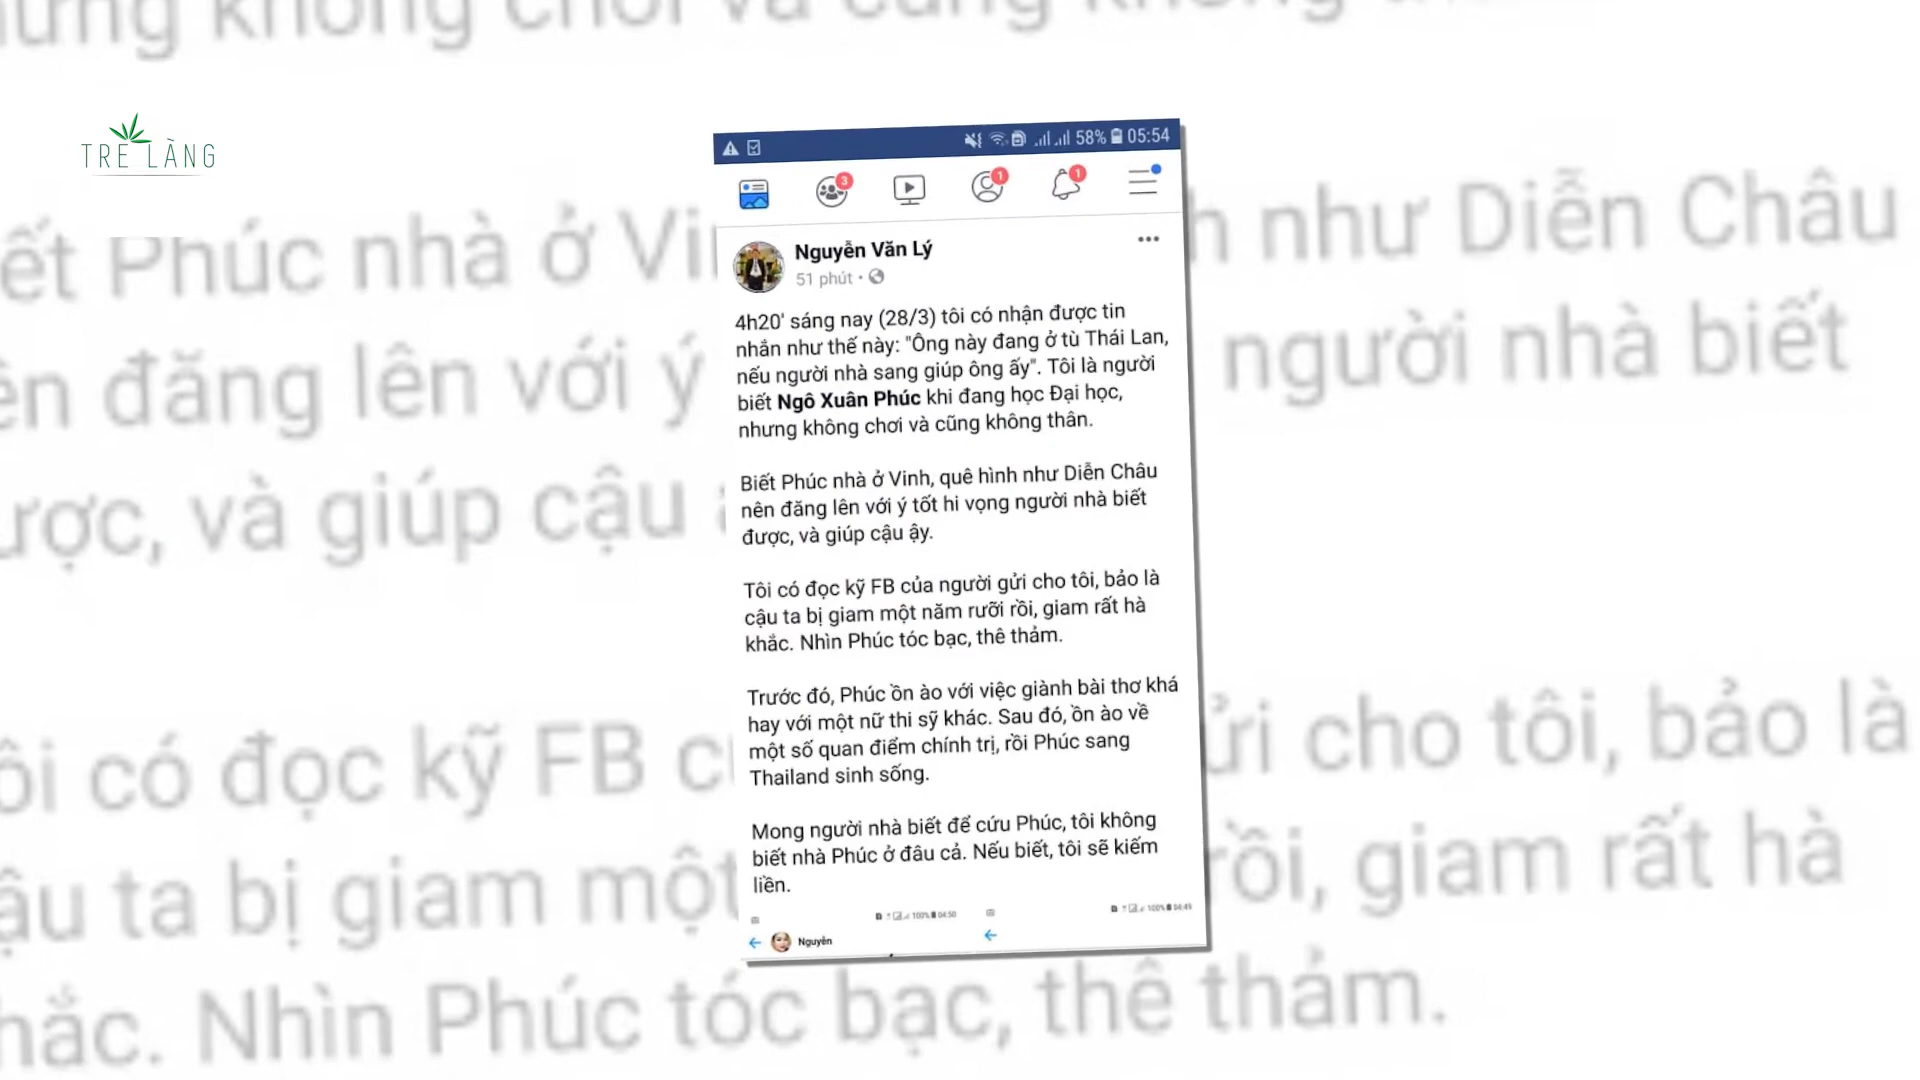 TRE LÀNG
58% 05:54
3
1
1
Nguyễn Văn Lý
51 phút
4h20' sáng nay (28/3) tôi có nhận được tin
nhắn như thế này: "Ông này đang ở tù Thái Lan,
nếu người nhà sang giúp ông ấy". Tôi là người
biết Ngô Xuân Phúc khi đang học Đại học,
nhưng không chơi và cũng không thân.
Biết Phúc nhà ở Vinh, quê hình như Diễn Châu
nên đăng lên với ý tốt hi vọng người nhà biết
được, và giúp cậu ậy.
Tôi có đọc kỹ FB của người gửi cho tôi, bảo là
cậu ta bị giam một năm rưỡi rồi, giam rất hà
khắc. Nhìn Phúc tóc bạc, thê thảm.
Trước đó, Phúc ồn ào với việc giành bài thơ khá
hay với một nữ thi sỹ khác. Sau đó, ồn ào về
một số quan điểm chính trị, rồi Phúc sang
Thailand sinh sống.
Mong người nhà biết để cứu Phúc, tôi không
biết nhà Phúc ở đâu cả. Nếu biết, tôi sẽ kiếm
liền.
100% 04:50
100% 04:49
Nguyên
không chơi và cũng không
ết Phúc nhà ở Vi
h như Diễn Châu
ên đăng lên với ý
người nhà biết
ược, và giúp cậu
ôi có đọc kỹ FB c
ửi cho tôi, bảo là
ậu ta bị giam một
rồi, giam rất hà
hắc. Nhìn Phúc tóc bạc, thê thảm.